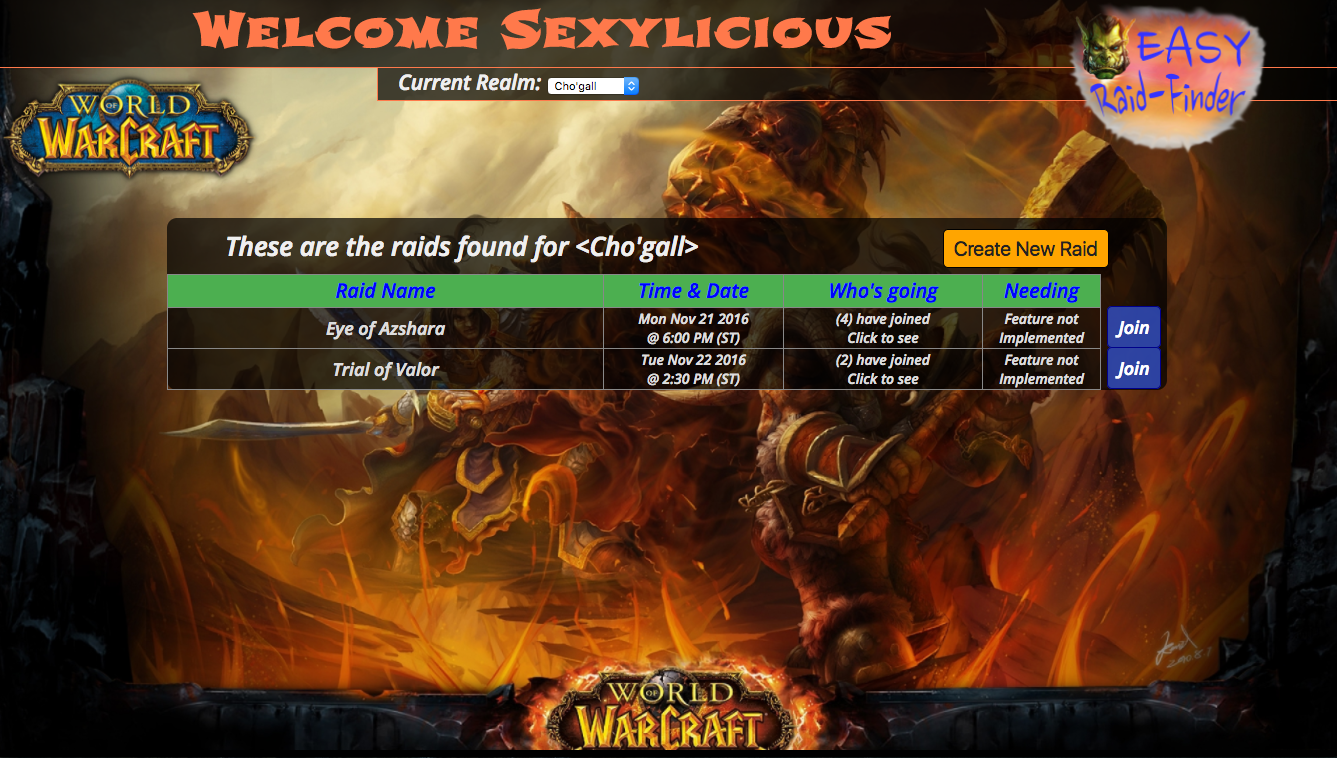 Welcome Sexylicious
EASY
Raid-Finder
Current Realm: Cho'gall
WORLD
OF
WARCRAFT
These are the raids found for <Cho'gall>
Create New Raid
Raid Name Time & Date Who's going Needing
Eye of Azshara
Mon Nov 21 2016
@ 6:00 PM (ST)
(4) have joined
Click to see
Feature not
Implemented
Join
Trial of Valor
Tue Nov 22 2016
@ 2:30 PM (ST)
(2) have joined
Click to see
Feature not
Implemented
Join
WORLD
OF
WARCRAFT